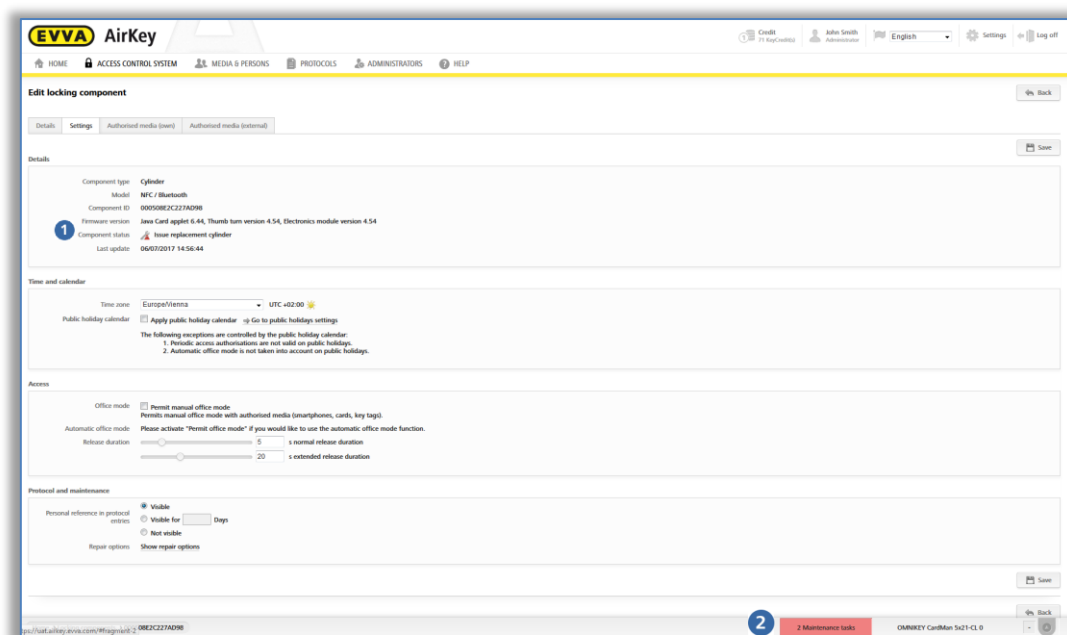 EVVA AirKey
Credit
71 KeyCredit(s)
John Smith
Administrator
English
Settings
Log off
HOME
ACCESS CONTROL SYSTEM
MEDIA & PERSONS
PROTOCOLS
ADMINISTRATORS
HELP
Edit locking component
Back
Details
Settings
Authorised media (own)
Authorised media (external)
Save
Details
Component type Cylinder
Model NFC / Bluetooth
Component ID 000508E2C227AD98
Firmware version Java Card applet 6.44, Thumb turn version 4.54, Electronics module version 4.54
1 Component status Issue replacement cylinder
Last update 06/07/2017 14:56:44
Time and calendar
Time zone Europe/Vienna UTC +02:00
Public holiday calendar Apply public holiday calendar Go to public holidays settings
The following exceptions are controlled by the public holiday calendar:
1. Periodic access authorisations are not valid on public holidays.
2. Automatic office mode is not taken into account on public holidays.
Access
Office mode Permit manual office mode
Permits manual office mode with authorised media (smartphones, cards, key tags).
Automatic office mode Please activate "Permit office mode" if you would like to use the automatic office mode function.
Release duration 5 s normal release duration
20 s extended release duration
Protocol and maintenance
Personal reference in protocol entries
Visible
Visible for Days
Not visible
Repair options Show repair options
Save
Back
ps://uat.airkey.evva.com/#fragment-2 08E2C227AD98
2 2 Maintenance tasks OMNIKEY CardMan 5x21-CL 0